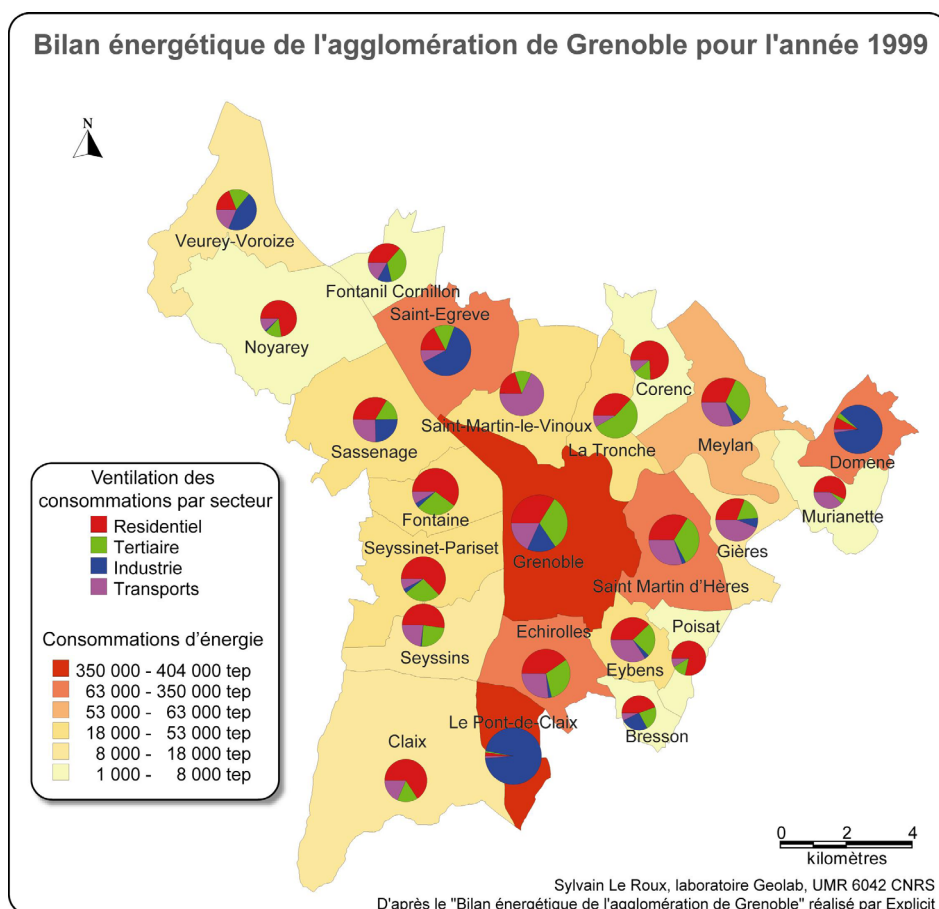 Bilan énergétique de l'agglomération de Grenoble pour l'année 1999
N
Veurey-Voroize
Fontanil Cornillon
Saint-Egreve
Noyarey
Corenc
Saint-Martin-le-Vinoux
La Tronche
Meylan
Sassenage
Domene
Murianette
Fontaine
Grenoble
Gières
Seyssinet-Pariset
Saint Martin d'Hères
Seyssins
Echirolles
Poisat
Eybens
Le Pont-de-Claix
Bresson
Claix
Ventilation des
consommations par secteur
Residentiel
Tertiaire
Industrie
Transports
Consommations d'énergie
350 000 - 404 000 tep
63 000 - 350 000 tep
53 000 - 63 000 tep
18 000 - 53 000 tep
8 000 - 18 000 tep
1 000 - 8 000 tep
0 2 4
kilomètres
Sylvain Le Roux, laboratoire Geolab, UMR 6042 CNRS
D'après le "Bilan énergétique de l'agglomération de Grenoble" réalisé par Explicit